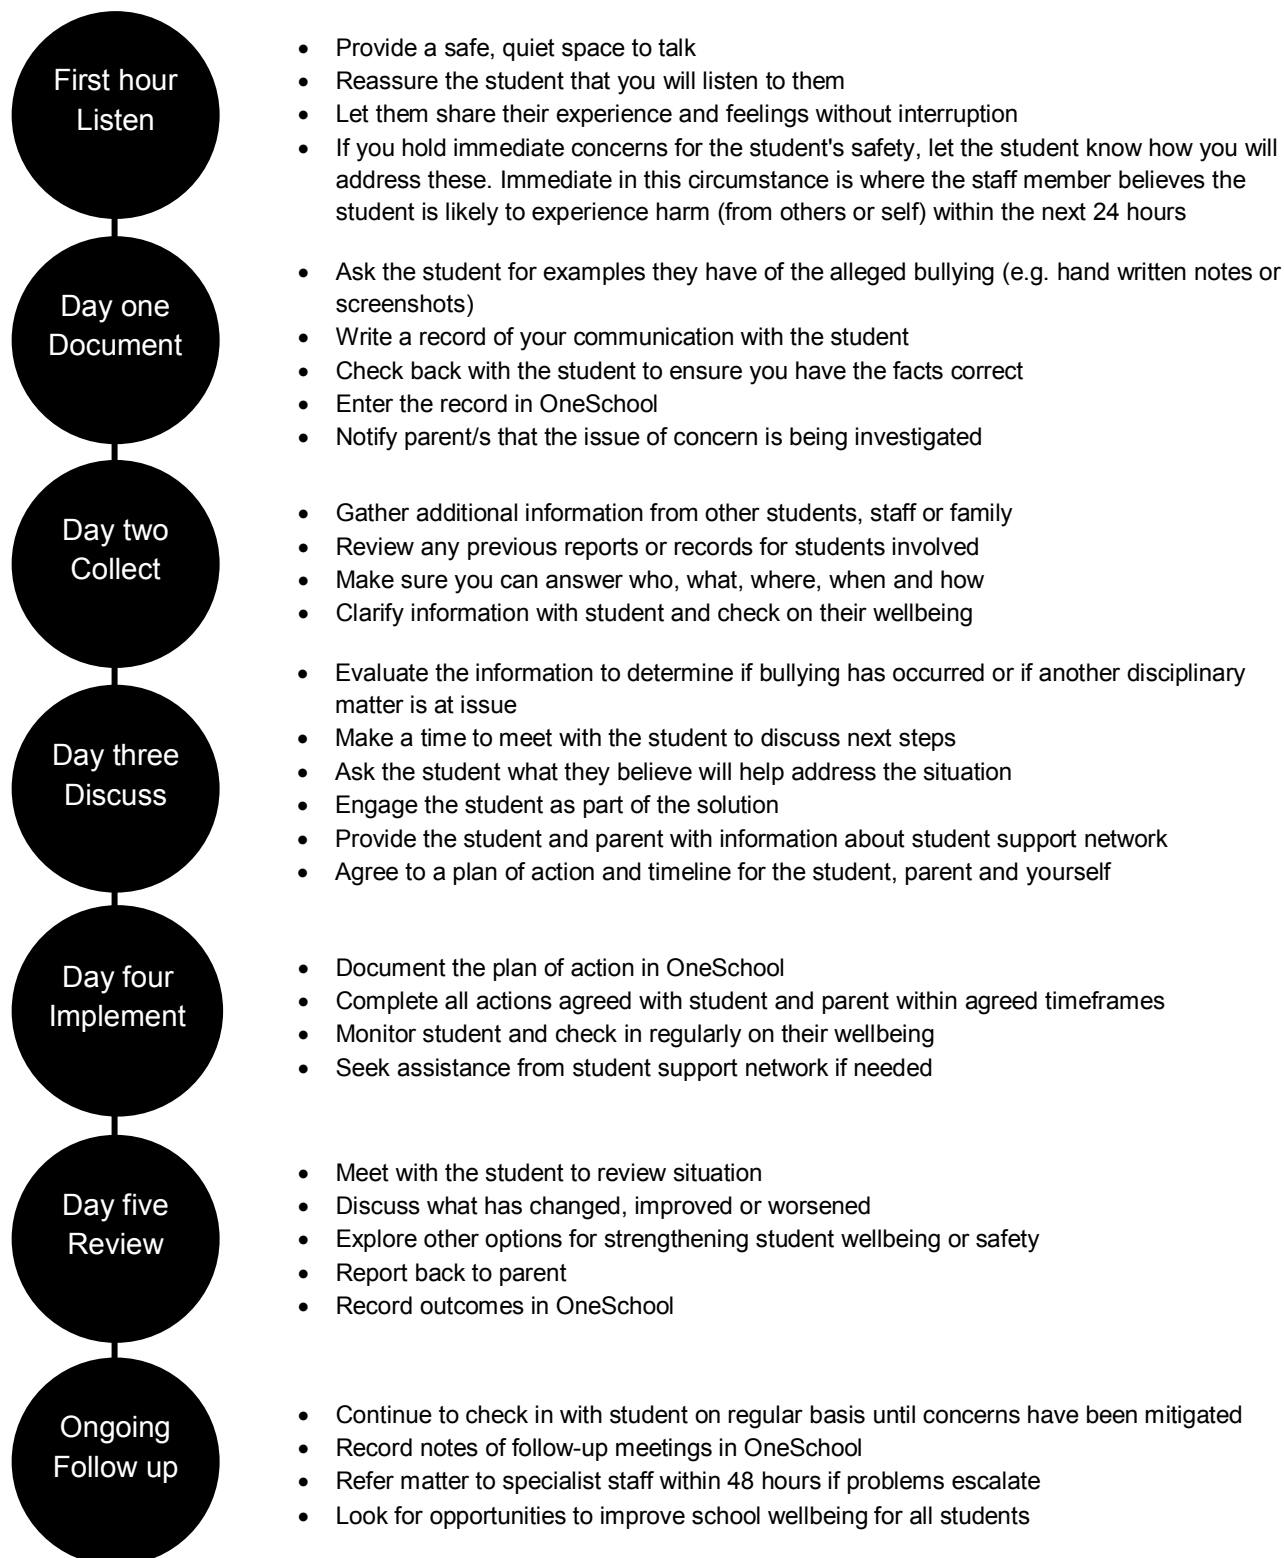 First hour
Listen
• Provide a safe, quiet space to talk
• Reassure the student that you will listen to them
• Let them share their experience and feelings without interruption
• If you hold immediate concerns for the student's safety, let the student know how you will
address these. Immediate in this circumstance is where the staff member believes the
student is likely to experience harm (from others or self) within the next 24 hours
Day one
Document
• Ask the student for examples they have of the alleged bullying (e.g. hand written notes or
screenshots)
• Write a record of your communication with the student
• Check back with the student to ensure you have the facts correct
• Enter the record in OneSchool
• Notify parent/s that the issue of concern is being investigated
Day two
Collect
• Gather additional information from other students, staff or family
• Review any previous reports or records for students involved
• Make sure you can answer who, what, where, when and how
• Clarify information with student and check on their wellbeing
Day three
Discuss
• Evaluate the information to determine if bullying has occurred or if another disciplinary
matter is at issue
• Make a time to meet with the student to discuss next steps
• Ask the student what they believe will help address the situation
• Engage the student as part of the solution
• Provide the student and parent with information about student support network
• Agree to a plan of action and timeline for the student, parent and yourself
Day four
Implement
• Document the plan of action in OneSchool
• Complete all actions agreed with student and parent within agreed timeframes
• Monitor student and check in regularly on their wellbeing
• Seek assistance from student support network if needed
Day five
Review
• Meet with the student to review situation
• Discuss what has changed, improved or worsened
• Explore other options for strengthening student wellbeing or safety
• Report back to parent
• Record outcomes in OneSchool
Ongoing
Follow up
• Continue to check in with student on regular basis until concerns have been mitigated
• Record notes of follow-up meetings in OneSchool
• Refer matter to specialist staff within 48 hours if problems escalate
• Look for opportunities to improve school wellbeing for all students